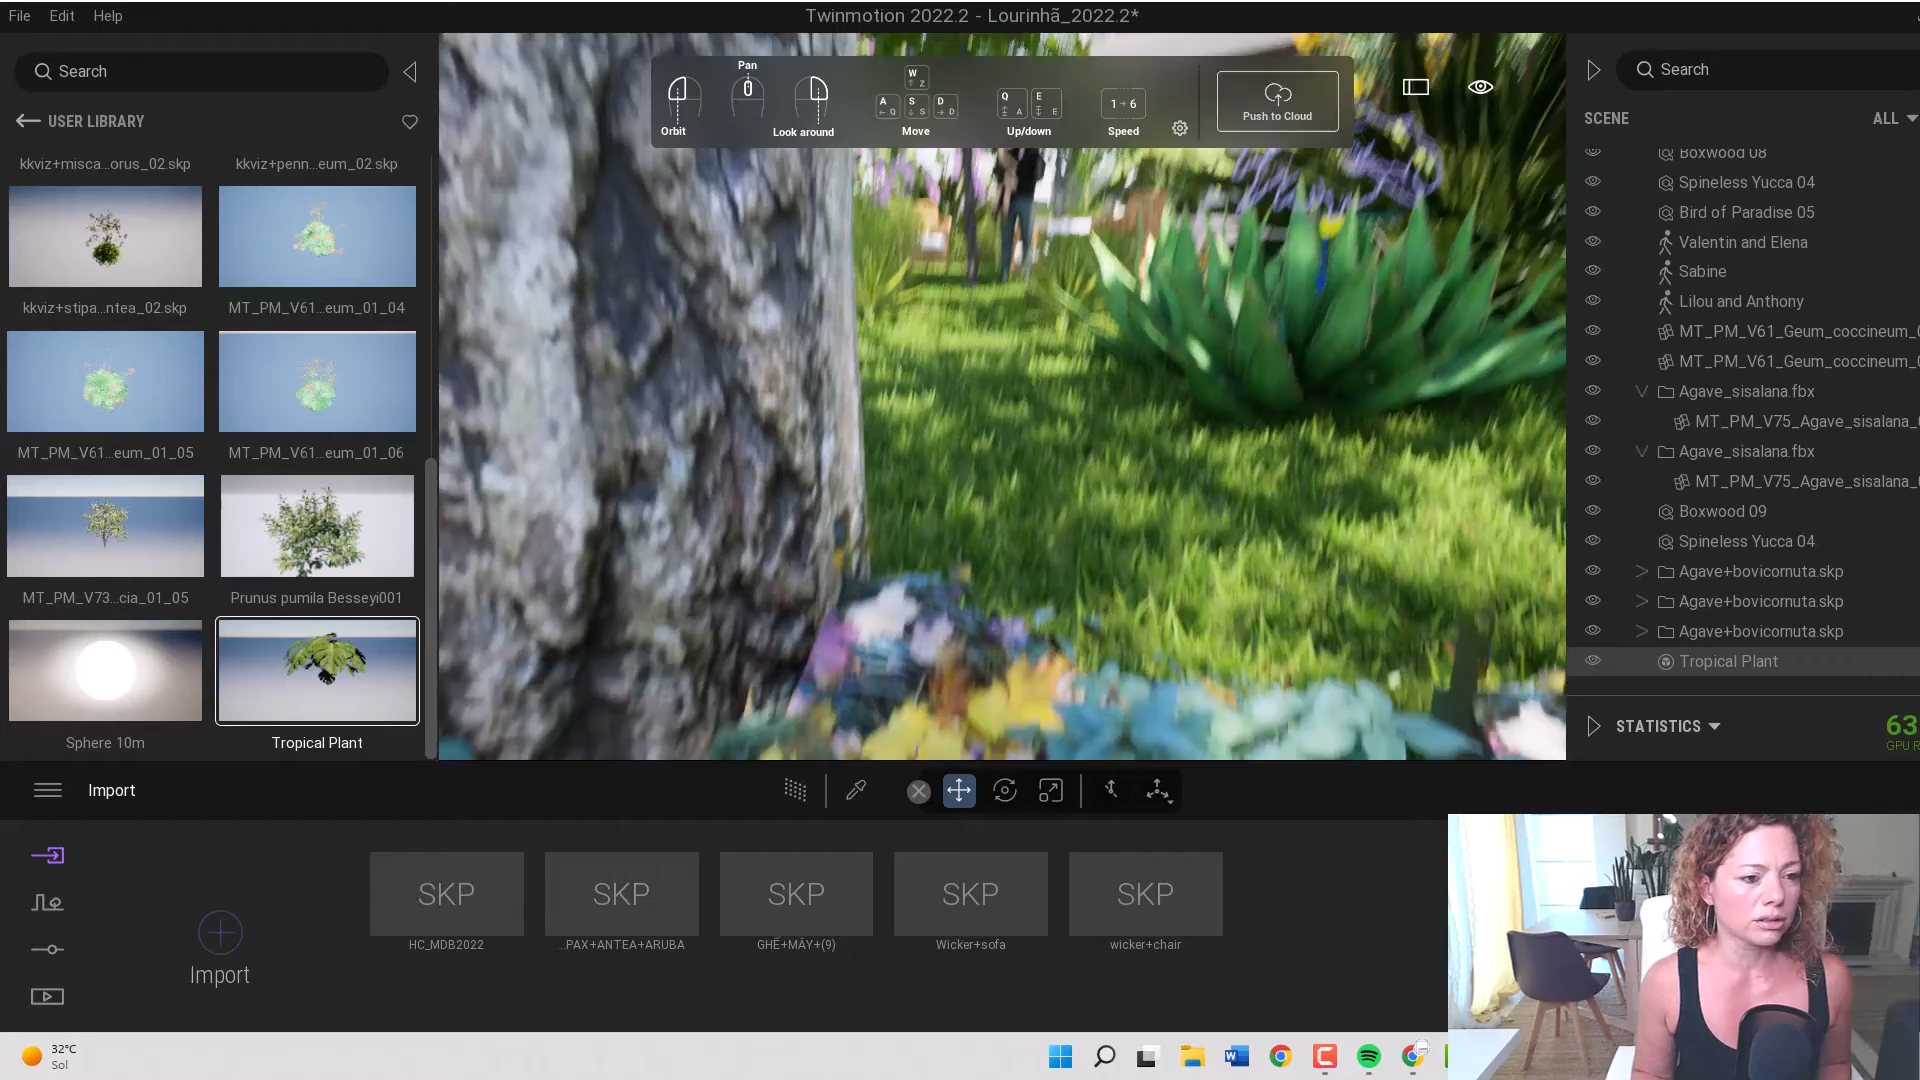 File Edit Help
Twinmotion 2022.2 - Lourinhã_2022.2*
Search
USER LIBRARY
kkviz+misca...orus_02.skp
kkviz+penn...eum_02.skp
kkviz+stipa...ntea_02.skp
MT_PM_V61...eum_01_04
MT_PM_V61...eum_01_05
MT_PM_V61...eum_01_06
MT_PM_V73...cia_01_05
Prunus pumila Besseyi001
Sphere 10m
Tropical Plant
Pan
Orbit
Look around
W
Z
A
Q
S
S
D
D
Move
Q
A
E
E
Up/down
1 → 6
Speed
Push to Cloud
Search
SCENE
ALL
Boxwood 08
Spineless Yucca 04
Bird of Paradise 05
Valentin and Elena
Sabine
Lilou and Anthony
MT_PM_V61_Geum_coccineum_
MT_PM_V61_Geum_coccineum_
Agave_sisalana.fbx
MT_PM_V75_Agave_sisalana_
Agave_sisalana.fbx
MT_PM_V75_Agave_sisalana_
Boxwood 09
Spineless Yucca 04
Agave+bovicornuta.skp
Agave+bovicornuta.skp
Agave+bovicornuta.skp
Tropical Plant
STATISTICS
63
GPU R
Import
Import
SKP
HC_MDB2022
SKP
...PAX+ANTEA+ARUBA
SKP
GHẾ+MÂY+(9)
SKP
Wicker+sofa
SKP
wicker+chair
32°C
Sol